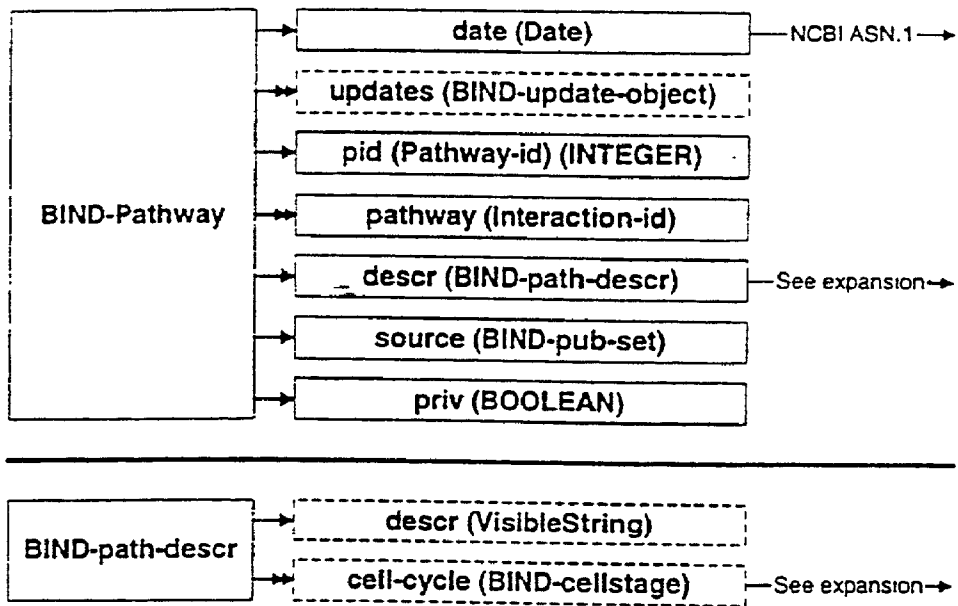 date (Date)
NCBI ASN.1
updates (BIND-update-object)
pid (Pathway-id) (INTEGER)
BIND-Pathway
pathway (Interaction-id)
descr (BIND-path-descr)
See expansion
source (BIND-pub-set)
priv (BOOLEAN)
descr (VisibleString)
BIND-path-descr
cell-cycle (BIND-cellstage)
See expansion